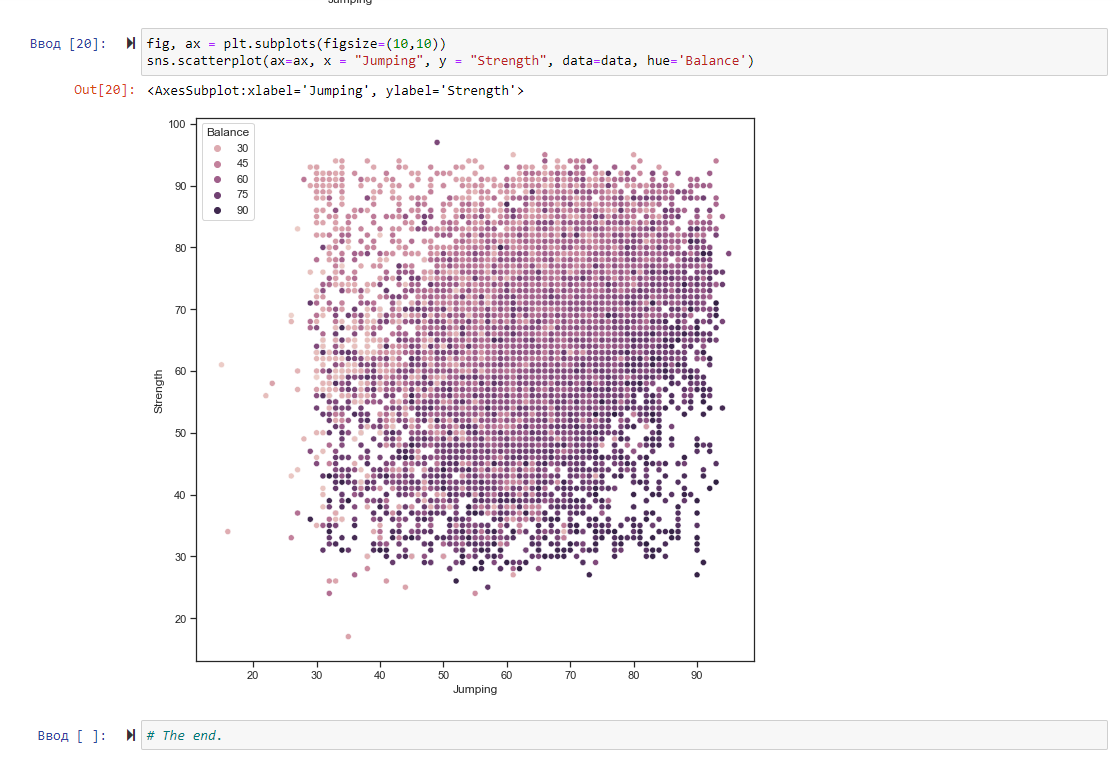 Jumping
Ввод [20]:
fig, ax = plt.subplots(figsize=(10,10))
sns.scatterplot(ax=ax, x = "Jumping", y = "Strength", data=data, hue='Balance')
Out[20]:
<AxesSubplot:xlabel='Jumping', ylabel='Strength'>
Balance
30
45
60
75
90
100
90
80
70
60
50
40
30
20
Strength
20
30
40
50
60
70
80
90
Jumping
Ввод [ ]:
# The end.